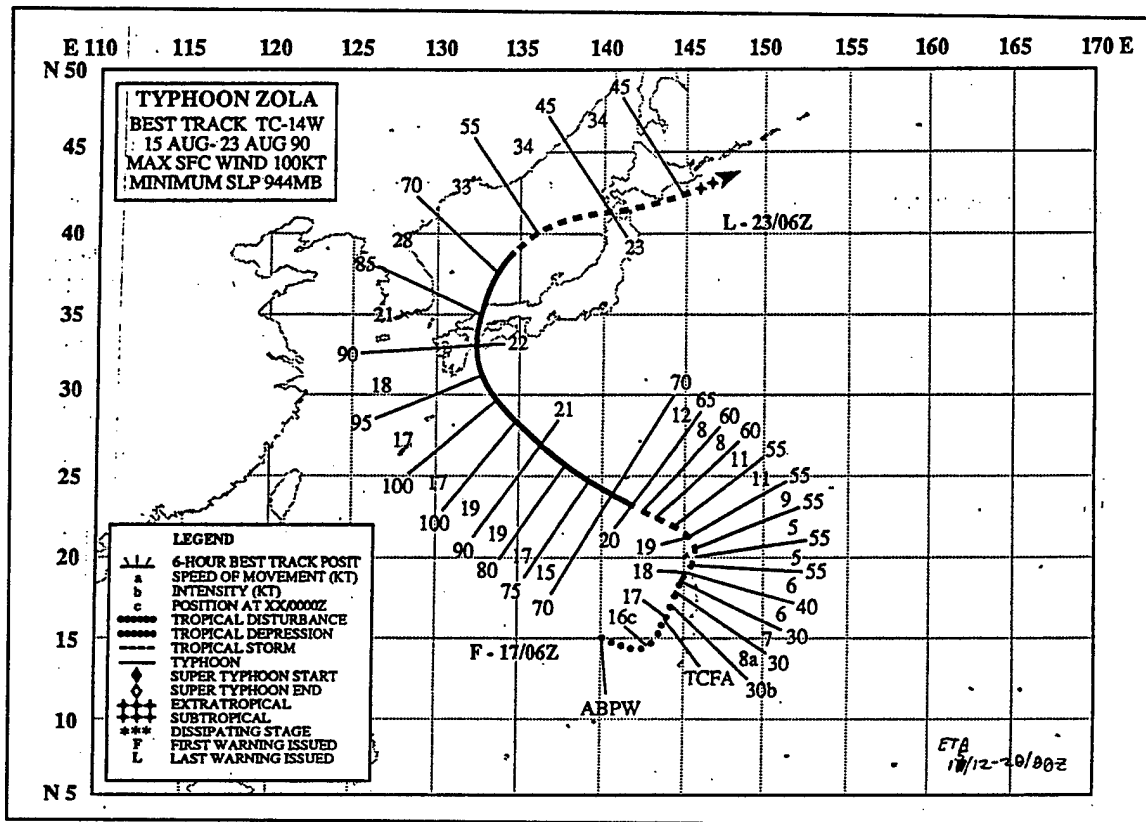 E 110 115 120 125 130 135 140 145 150 155 160 165 170 E
N 50
TYPHOON ZOLA
BEST TRACK TC-14W
15 AUG-23 AUG 90
MAX SFC WIND 100KT
MINIMUM SLP 944MB
45
40
35
30
25
20
15
10
N 5
45
45
55
34
34
33
70
28
23
L - 23/06Z
85
21
22
90
18
95
17
100
17
100
19
90
21
19
80
17
75
15
70
70
20
65
12
60
8
60
8
55
11
55
11
19
55
9
55
5
55
5
18
40
6
30
6
30
7
30b
8a
17
16c
F - 17/06Z
TCFA
ABPW
LEGEND
6-HOUR BEST TRACK POSIT
a SPEED OF MOVEMENT (KT)
b INTENSITY (KT)
c POSITION AT XX/0000Z
TROPICAL DISTURBANCE
TROPICAL DEPRESSION
TROPICAL STORM
TYPHOON
SUPER TYPHOON START
SUPER TYPHOON END
EXTRATROPICAL
SUBTROPICAL
*** DISSIPATING STAGE
F FIRST WARNING ISSUED
L LAST WARNING ISSUED